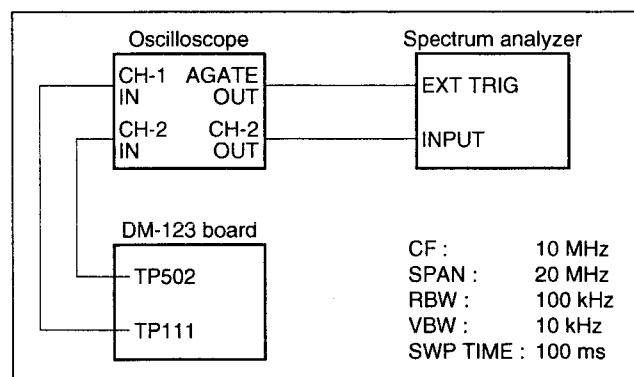 Oscilloscope
Spectrum analyzer
CH-1 AGATE
IN OUT
CH-2 CH-2
IN OUT
EXT TRIG
INPUT
DM-123 board
TP502
TP111
CF : 10 MHz
SPAN : 20 MHz
RBW : 100 kHz
VBW : 10 kHz
SWP TIME : 100 ms